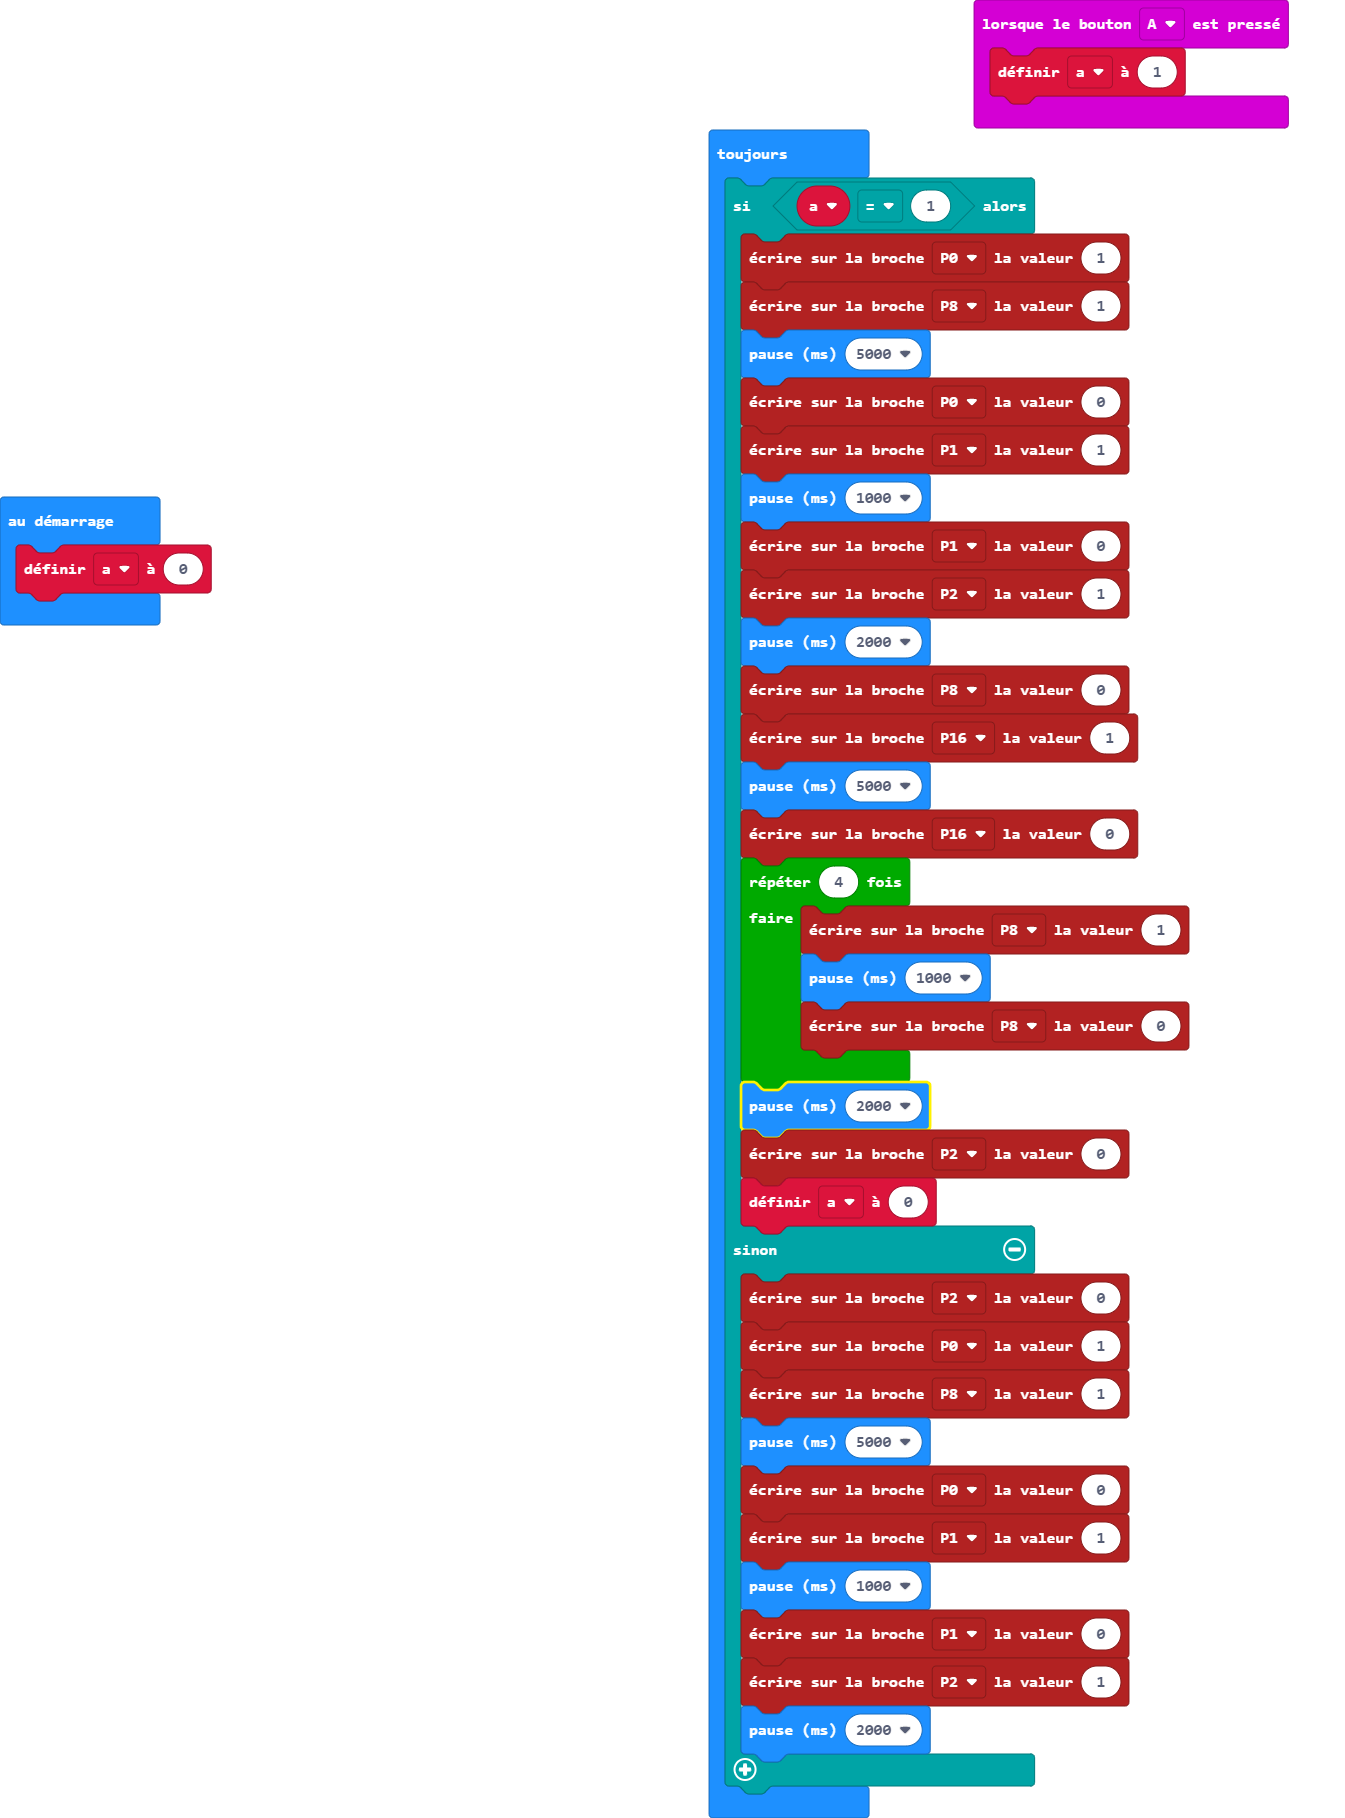 lorsque le bouton A est pressé
définir a à 1
toujours
si a = 1 alors
écrire sur la broche P0 la valeur 1
écrire sur la broche P8 la valeur 1
pause (ms) 5000
écrire sur la broche P0 la valeur 0
écrire sur la broche P1 la valeur 1
pause (ms) 1000
au démarrage
définir a à 0
écrire sur la broche P1 la valeur 0
écrire sur la broche P2 la valeur 1
pause (ms) 2000
écrire sur la broche P8 la valeur 0
écrire sur la broche P16 la valeur 1
pause (ms) 5000
écrire sur la broche P16 la valeur 0
répéter 4 fois
faire
écrire sur la broche P8 la valeur 1
pause (ms) 1000
écrire sur la broche P8 la valeur 0
pause (ms) 2000
écrire sur la broche P2 la valeur 0
définir a à 0
sinon
écrire sur la broche P2 la valeur 0
écrire sur la broche P0 la valeur 1
écrire sur la broche P8 la valeur 1
pause (ms) 5000
écrire sur la broche P0 la valeur 0
écrire sur la broche P1 la valeur 1
pause (ms) 1000
écrire sur la broche P1 la valeur 0
écrire sur la broche P2 la valeur 1
pause (ms) 2000